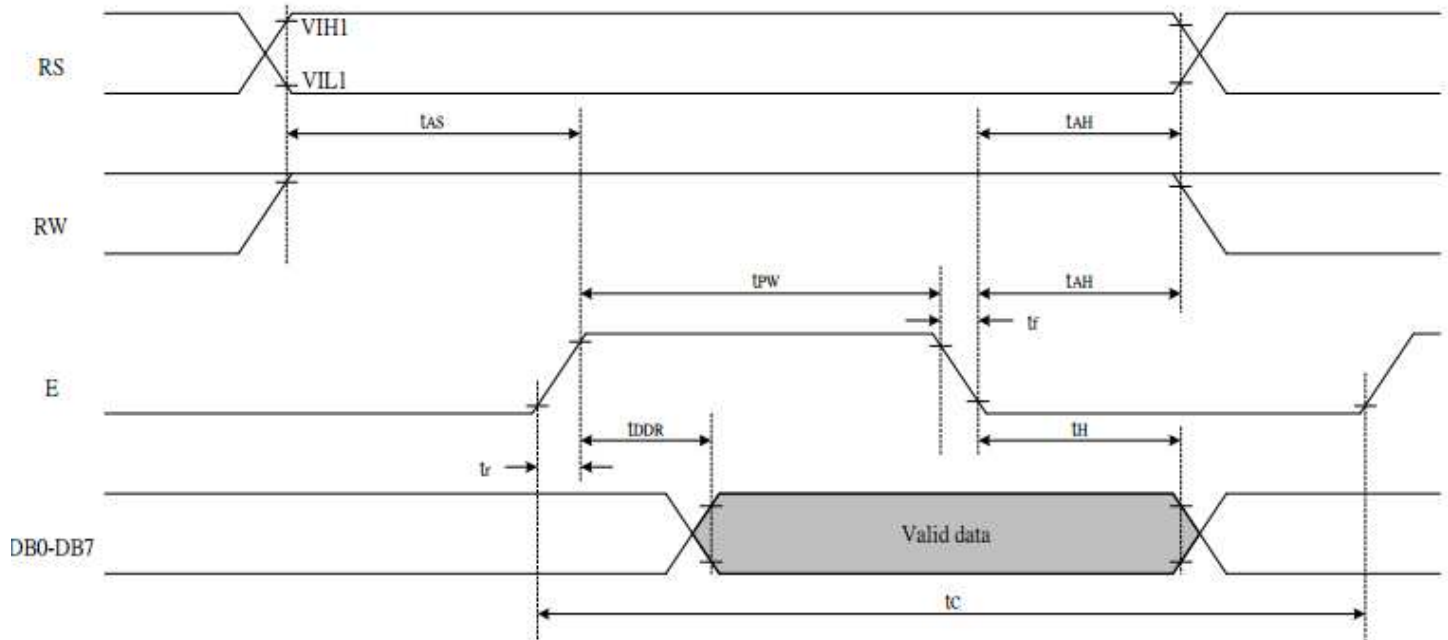 VIH1
RS
VIL1
tAS
tAH
RW
tPW
tAH
tf
E
tDDR
tH
tr
Valid data
DB0-DB7
tC